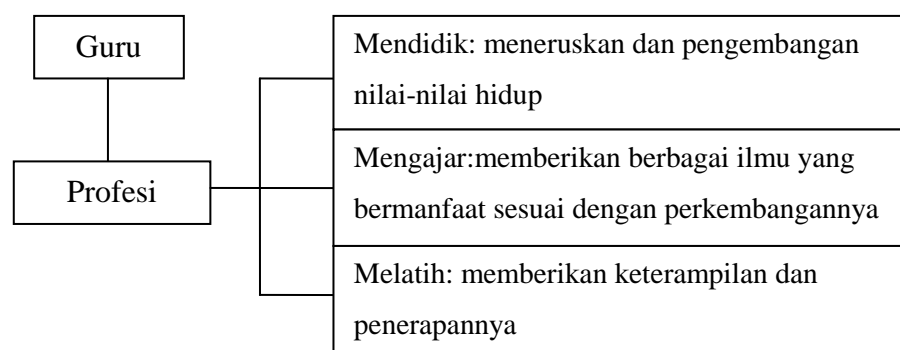 Guru
Profesi
Mendidik: meneruskan dan pengembangan
nilai-nilai hidup
Mengajar:memberikan berbagai ilmu yang
bermanfaat sesuai dengan perkembangannya
Melatih: memberikan keterampilan dan
penerapannya